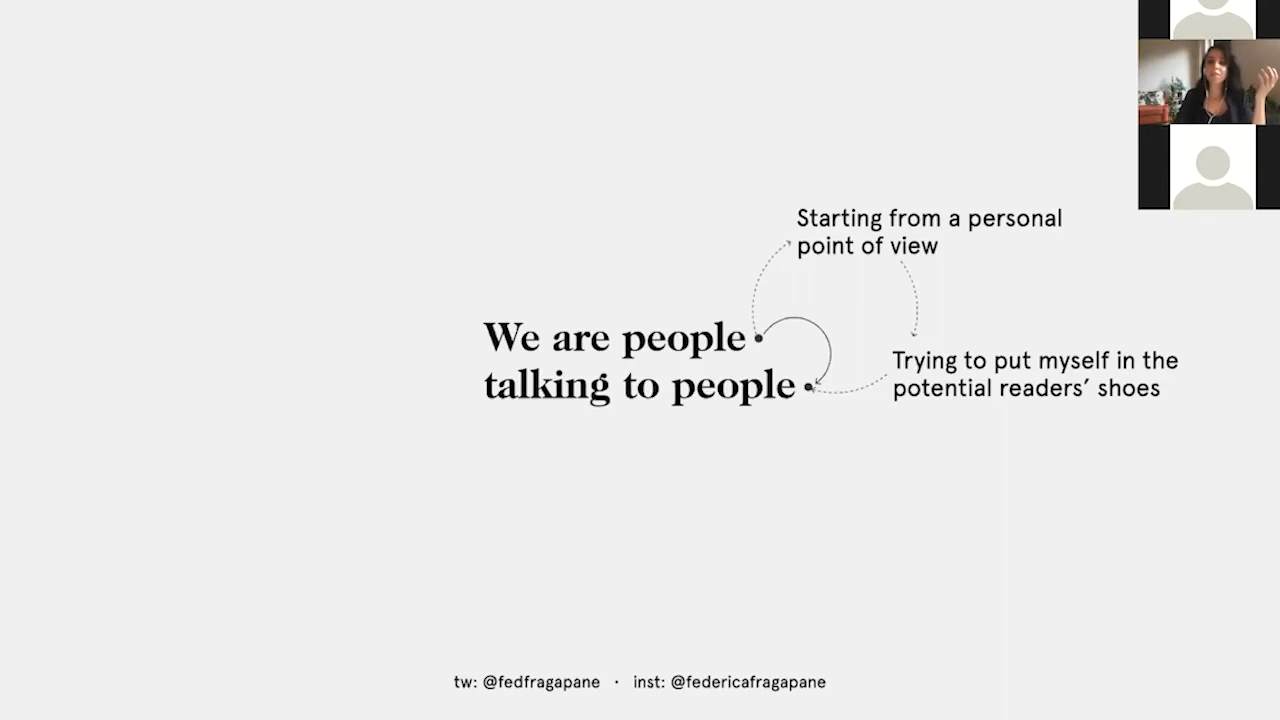 Starting from a personal
point of view
We are people
talking to people
Trying to put myself in the
potential readers’ shoes
tw: @fedfragapane · inst: @federicafragapane